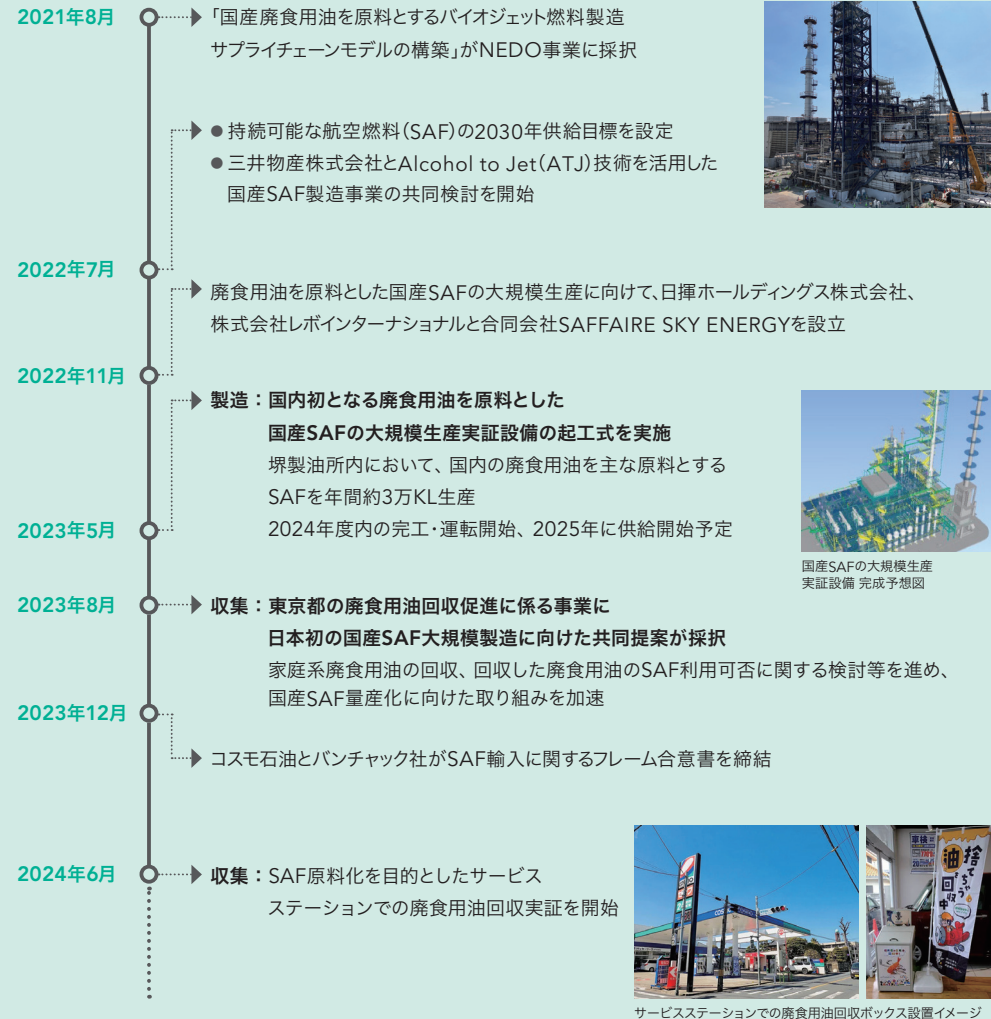 2021年8月
「国産廃食用油を原料とするバイオジェット燃料製造
サプライチェーンモデルの構築」がNEDO事業に採択
●持続可能な航空燃料(SAF)の2030年供給目標を設定
●三井物産株式会社とAlcohol to Jet(ATJ)技術を活用した
国産SAF製造事業の共同検討を開始
2022年7月
廃食用油を原料とした国産SAFの大規模生産に向けて、日揮ホールディングス株式会社、
株式会社レボインターナショナルと合同会社SAFFAIRE SKY ENERGYを設立
2022年11月
製造：国内初となる廃食用油を原料とした
国産SAFの大規模生産実証設備の起工式を実施
堺製油所内において、国内の廃食用油を主な原料とする
SAFを年間約3万KL生産
2024年度内の完工・運転開始、2025年に供給開始予定
2023年5月
国産SAFの大規模生産
実証設備 完成予想図
2023年8月
収集：東京都の廃食用油回収促進に係る事業に
日本初の国産SAF大規模製造に向けた共同提案が採択
家庭系廃食用油の回収、回収した廃食用油のSAF利用可否に関する検討等を進め、
国産SAF量産化に向けた取り組みを加速
2023年12月
コスモ石油とバンチャック社がSAF輸入に関するフレーム合意書を締結
2024年6月
収集：SAF原料化を目的としたサービス
ステーションでの廃食用油回収実証を開始
車検
捨てちゃう
油を回収中
サービスステーションでの廃食用油回収ボックス設置イメージ